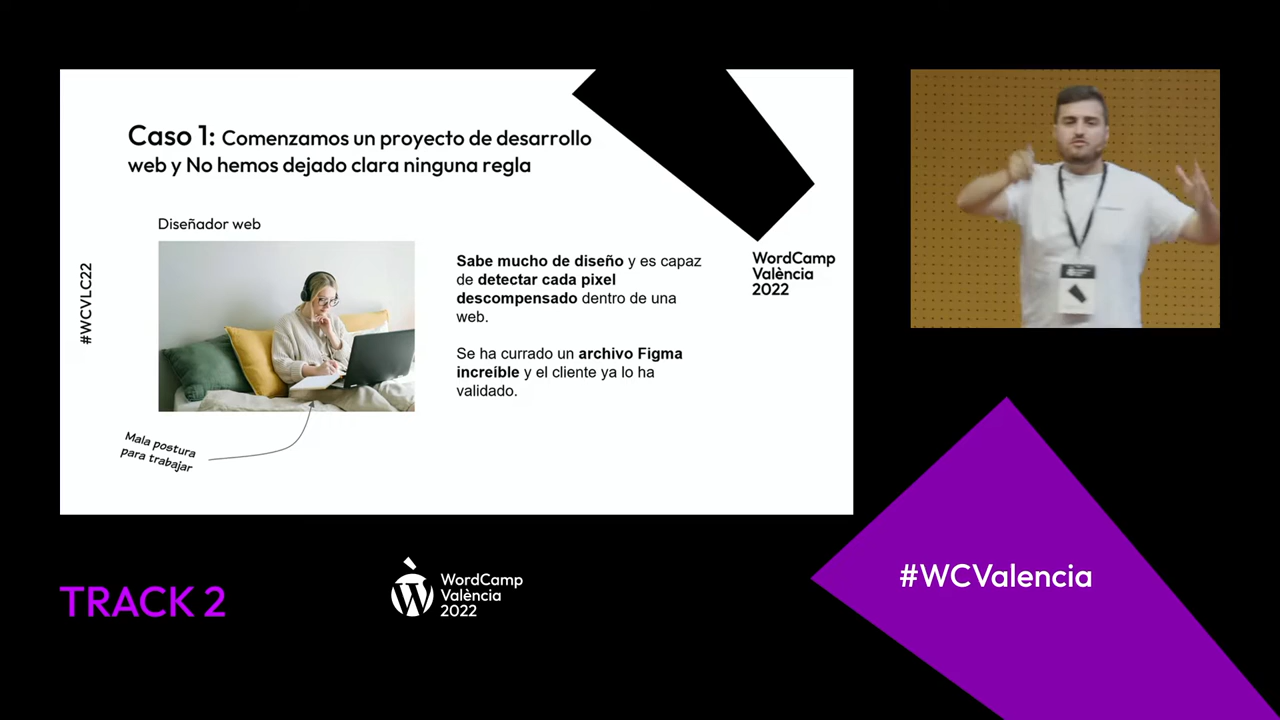 Caso 1: Comenzamos un proyecto de desarrollo
web y No hemos dejado clara ninguna regla
Diseñador web
#WCVLC22
Sabe mucho de diseño y es capaz
de detectar cada pixel
descompensado dentro de una
web.
Se ha currado un archivo Figma
increíble y el cliente ya lo ha
validado.
Mala postura
para trabajar
WordCamp
València
2022
TRACK 2
WordCamp
València
2022
#WCValencia